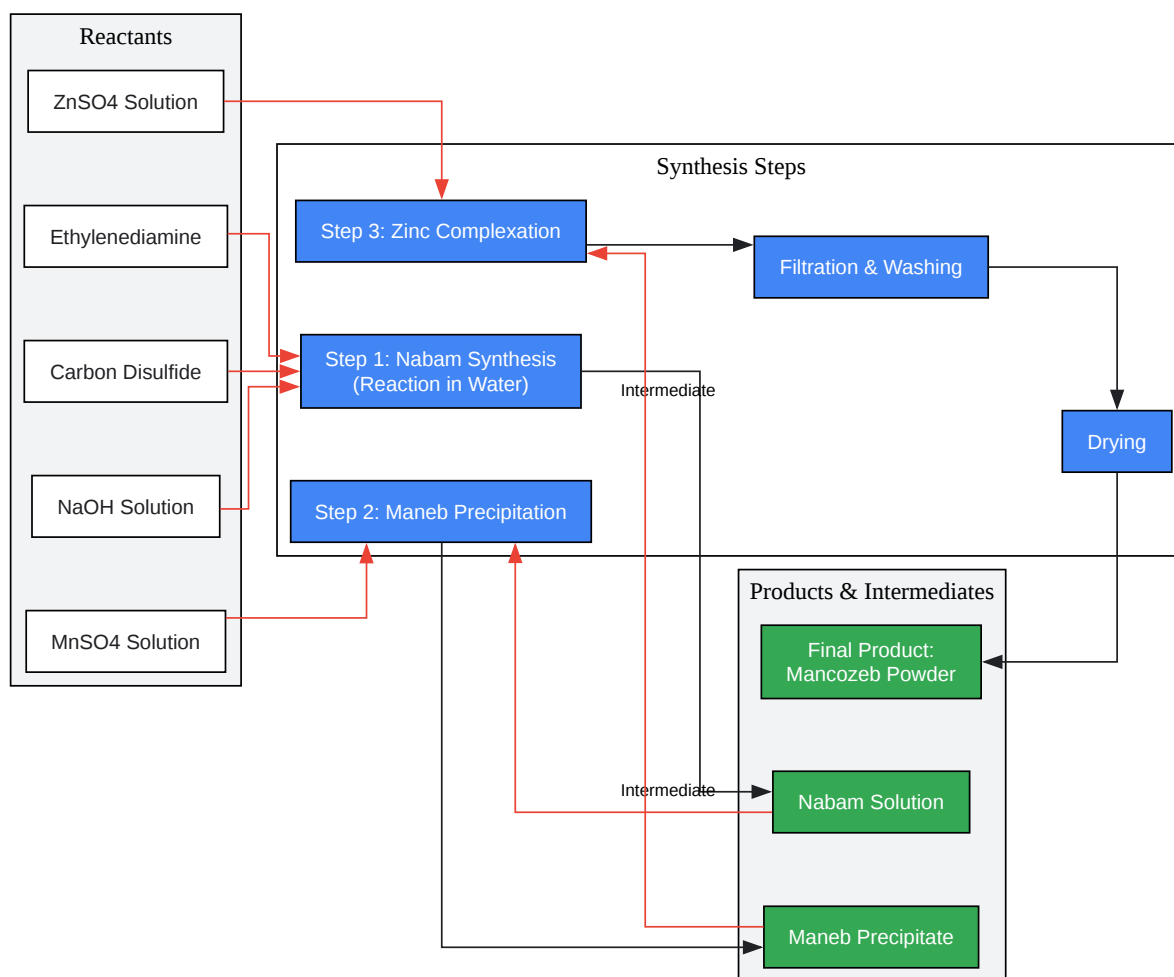 Reactants
ZnSO4 Solution
Ethylenediamine
Carbon Disulfide
NaOH Solution
MnSO4 Solution
Synthesis Steps
Step 3: Zinc Complexation
Filtration & Washing
Step 1: Nabam Synthesis
(Reaction in Water)
Intermediate
Drying
Step 2: Maneb Precipitation
Products & Intermediates
Final Product:
Mancozeb Powder
Intermediate
Nabam Solution
Maneb Precipitate